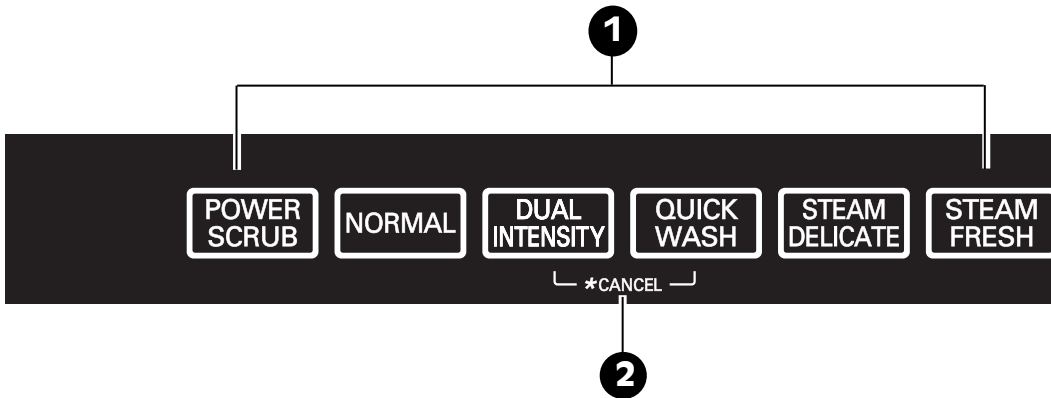 1
POWER
SCRUB
NORMAL
DUAL
INTENSITY
QUICK
WASH
STEAM
DELICATE
STEAM
FRESH
*CANCEL
2